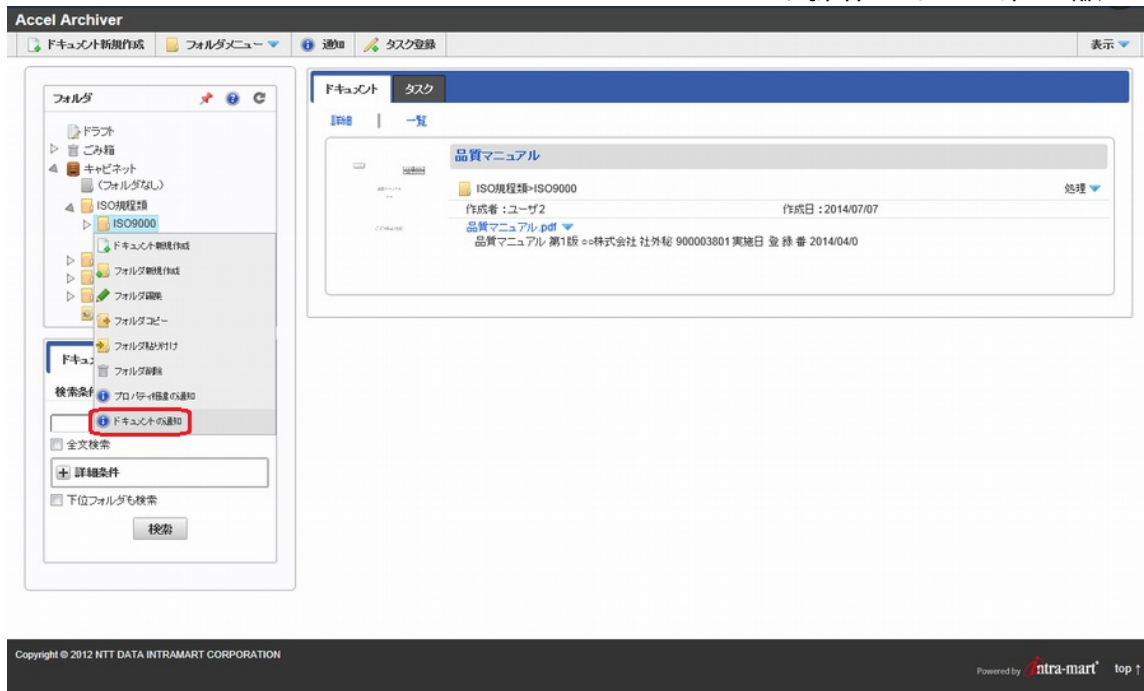 Accel Archiver
ドキュメント新規作成 フォルダメニュー 通知 タスク登録 表示
フォルダ
ドラフト
ごみ箱
キャビネット
(フォルダなし)
ISO規程類
ISO9000
ドキュメント新規作成
フォルダ新規作成
フォルダ編集
フォルダコピー
フォルダ貼り付け
フォルダ削除
プロパティ構造の通知
ドキュメントの通知
ドキュメ
検索条件
全文検索
詳細条件
下位フォルダも検索
検索
ドキュメント タスク
詳細 | 一覧
品質マニュアル
ISO規程類>ISO9000 処理
作成者:ユーザ2 作成日:2014/07/07
品質マニュアル.pdf
品質マニュアル 第1版 ○○株式会社 社外秘 900003801 実施日 登 録 番 2014/04/0
Copyright © 2012 NTT DATA INTRAMART CORPORATION
Powered by intra-mart top ↑